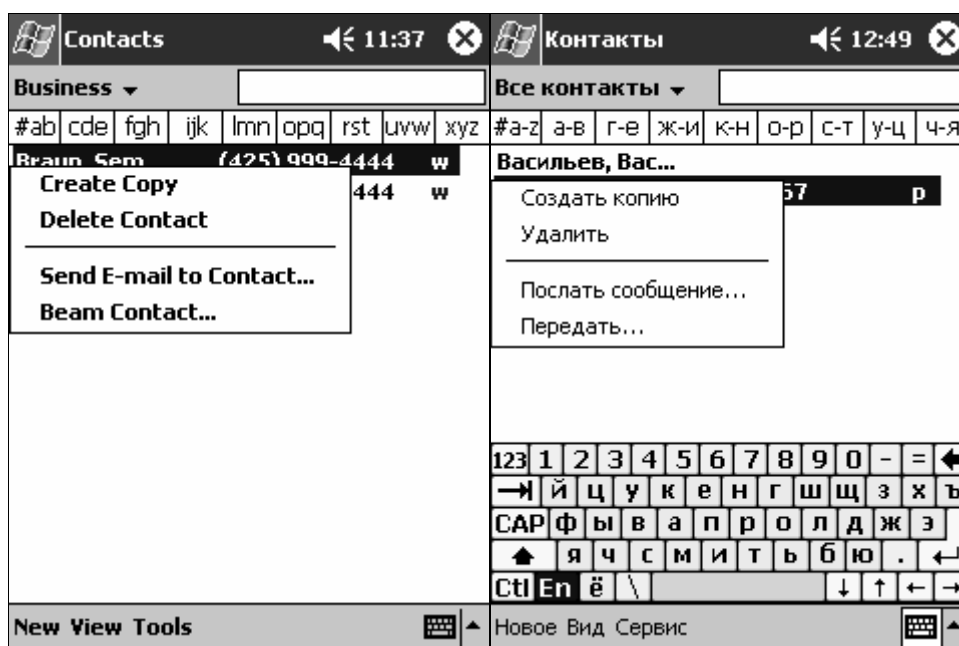 Contacts 11:37
Business
#ab cde fgh ijk lmn opq rst uvw xyz
Braun, Sem (425) 999-4444 w
444 w
Create Copy
Delete Contact
Send E-mail to Contact...
Beam Contact...
New View Tools
Контакты 12:49
Все контакты
#a-z а-в г-е ж-и к-н о-р с-т у-ц ч-я
Васильев, Вас...
57 p
Создать копию
Удалить
Послать сообщение...
Передать...
123 1 2 3 4 5 6 7 8 9 0 - =
й ц у к е н г ш щ з х ъ
CAP ф ы в а п р о л д ж э
я ч с м и т ь б ю .
Ctl En ё \ ↓ ↑ ← →
Новое Вид Сервис